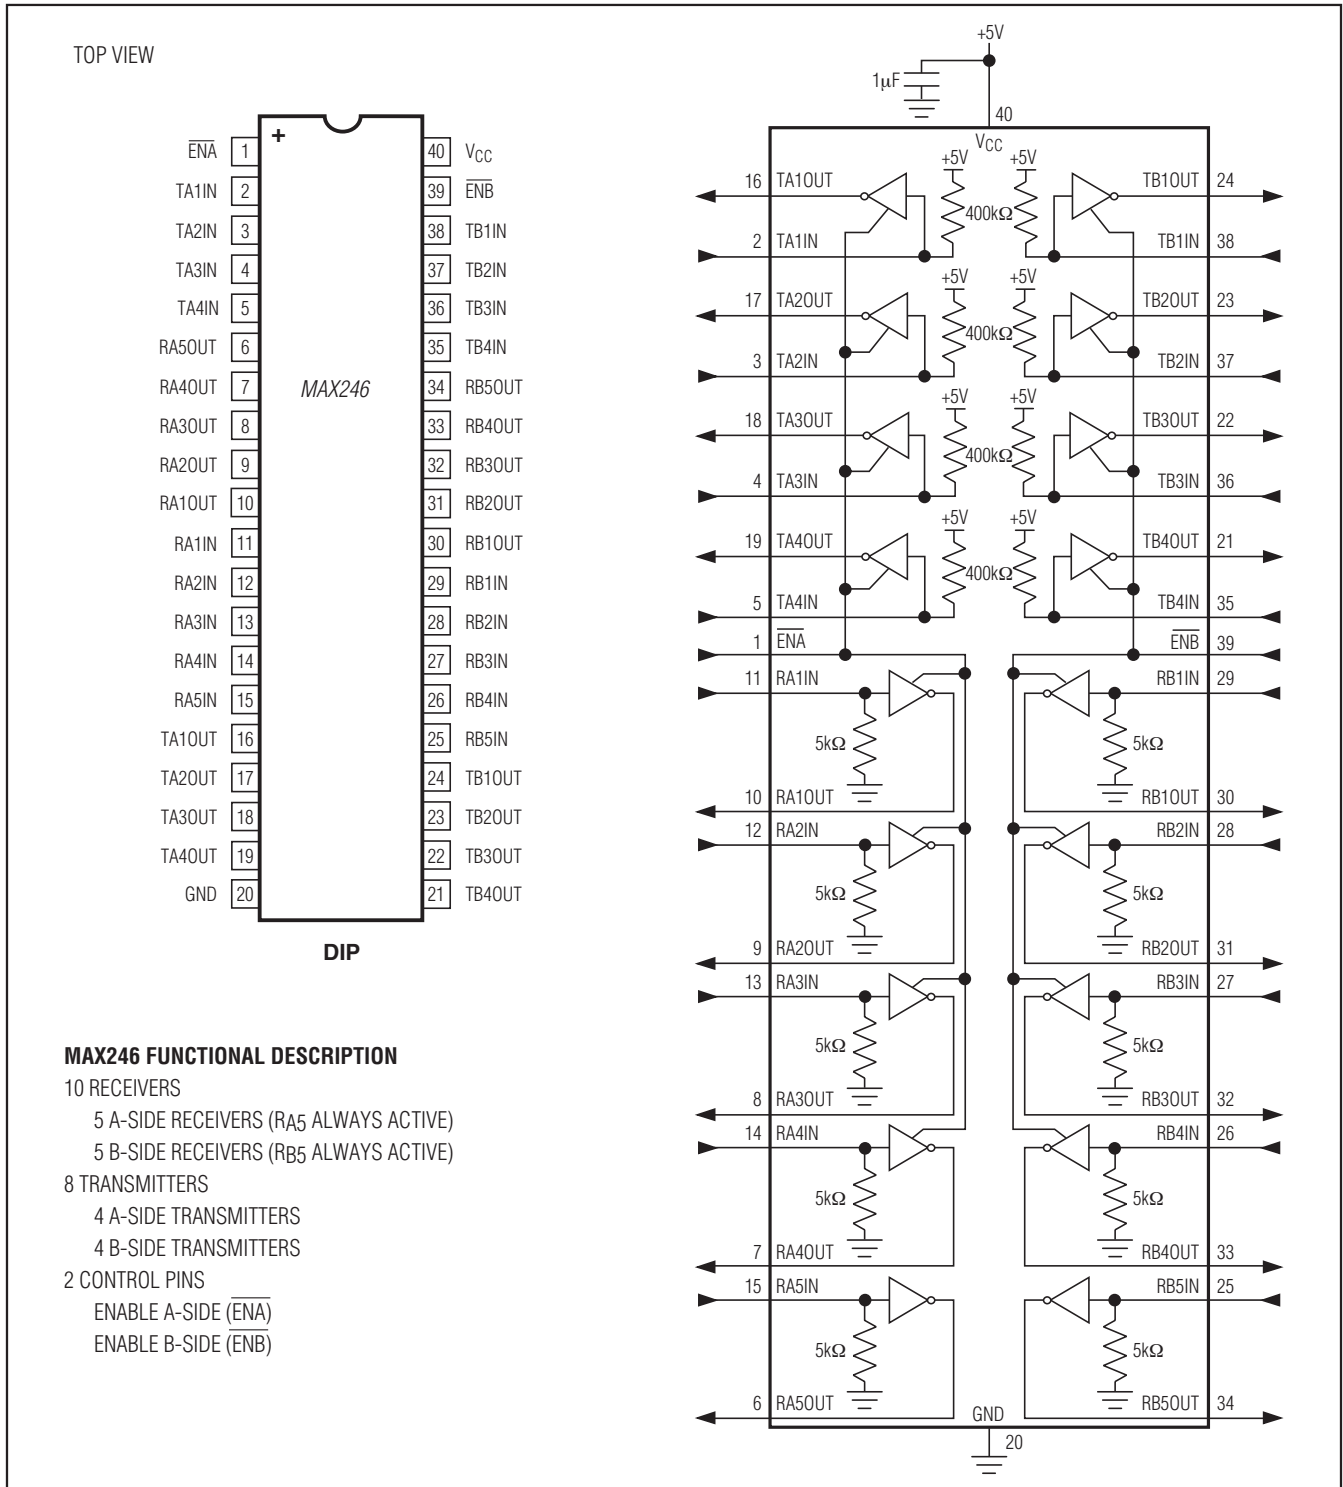 TOP VIEW
+
MAX246
ENA 1
TA1IN 2
TA2IN 3
TA3IN 4
TA4IN 5
RA5OUT 6
RA4OUT 7
RA3OUT 8
RA2OUT 9
RA1OUT 10
RA1IN 11
RA2IN 12
RA3IN 13
RA4IN 14
RA5IN 15
TA1OUT 16
TA2OUT 17
TA3OUT 18
TA4OUT 19
GND 20
40 VCC
39 ENB
38 TB1IN
37 TB2IN
36 TB3IN
35 TB4IN
34 RB5OUT
33 RB4OUT
32 RB3OUT
31 RB2OUT
30 RB1OUT
29 RB1IN
28 RB2IN
27 RB3IN
26 RB4IN
25 RB5IN
24 TB1OUT
23 TB2OUT
22 TB3OUT
21 TB4OUT
DIP
MAX246 FUNCTIONAL DESCRIPTION
10 RECEIVERS
5 A-SIDE RECEIVERS (RA5 ALWAYS ACTIVE)
5 B-SIDE RECEIVERS (RB5 ALWAYS ACTIVE)
8 TRANSMITTERS
4 A-SIDE TRANSMITTERS
4 B-SIDE TRANSMITTERS
2 CONTROL PINS
ENABLE A-SIDE (ENA)
ENABLE B-SIDE (ENB)
+5V
1μF
40
VCC
+5V +5V
16 TA1OUT TB1OUT 24
400kΩ
2 TA1IN TB1IN 38
+5V +5V
17 TA2OUT TB2OUT 23
400kΩ
3 TA2IN TB2IN 37
+5V +5V
18 TA3OUT TB3OUT 22
400kΩ
4 TA3IN TB3IN 36
+5V +5V
19 TA4OUT TB4OUT 21
400kΩ
5 TA4IN TB4IN 35
1 ENA ENB 39
11 RA1IN RB1IN 29
5kΩ 5kΩ
10 RA1OUT RB1OUT 30
12 RA2IN RB2IN 28
5kΩ 5kΩ
9 RA2OUT RB2OUT 31
13 RA3IN RB3IN 27
5kΩ 5kΩ
8 RA3OUT RB3OUT 32
14 RA4IN RB4IN 26
5kΩ 5kΩ
7 RA4OUT RB4OUT 33
15 RA5IN RB5IN 25
5kΩ 5kΩ
6 RA5OUT RB5OUT 34
GND
20